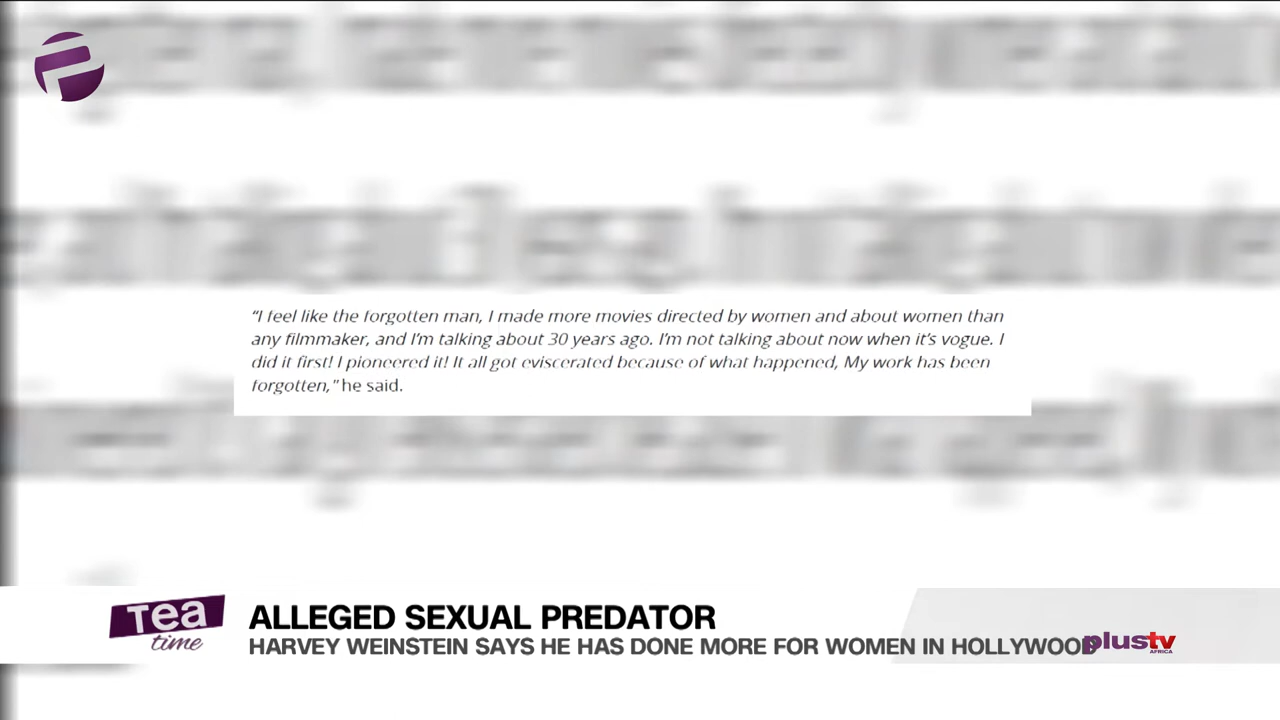 “I feel like the forgotten man, I made more movies directed by women and about women than
any filmmaker, and I’m talking about 30 years ago. I’m not talking about now when it’s vogue. I
did it first! I pioneered it! It all got eviscerated because of what happened, My work has been
forgotten,” he said.
Tea
time
ALLEGED SEXUAL PREDATOR
HARVEY WEINSTEIN SAYS HE HAS DONE MORE FOR WOMEN IN HOLLYWOOD
plustv
AFRICA